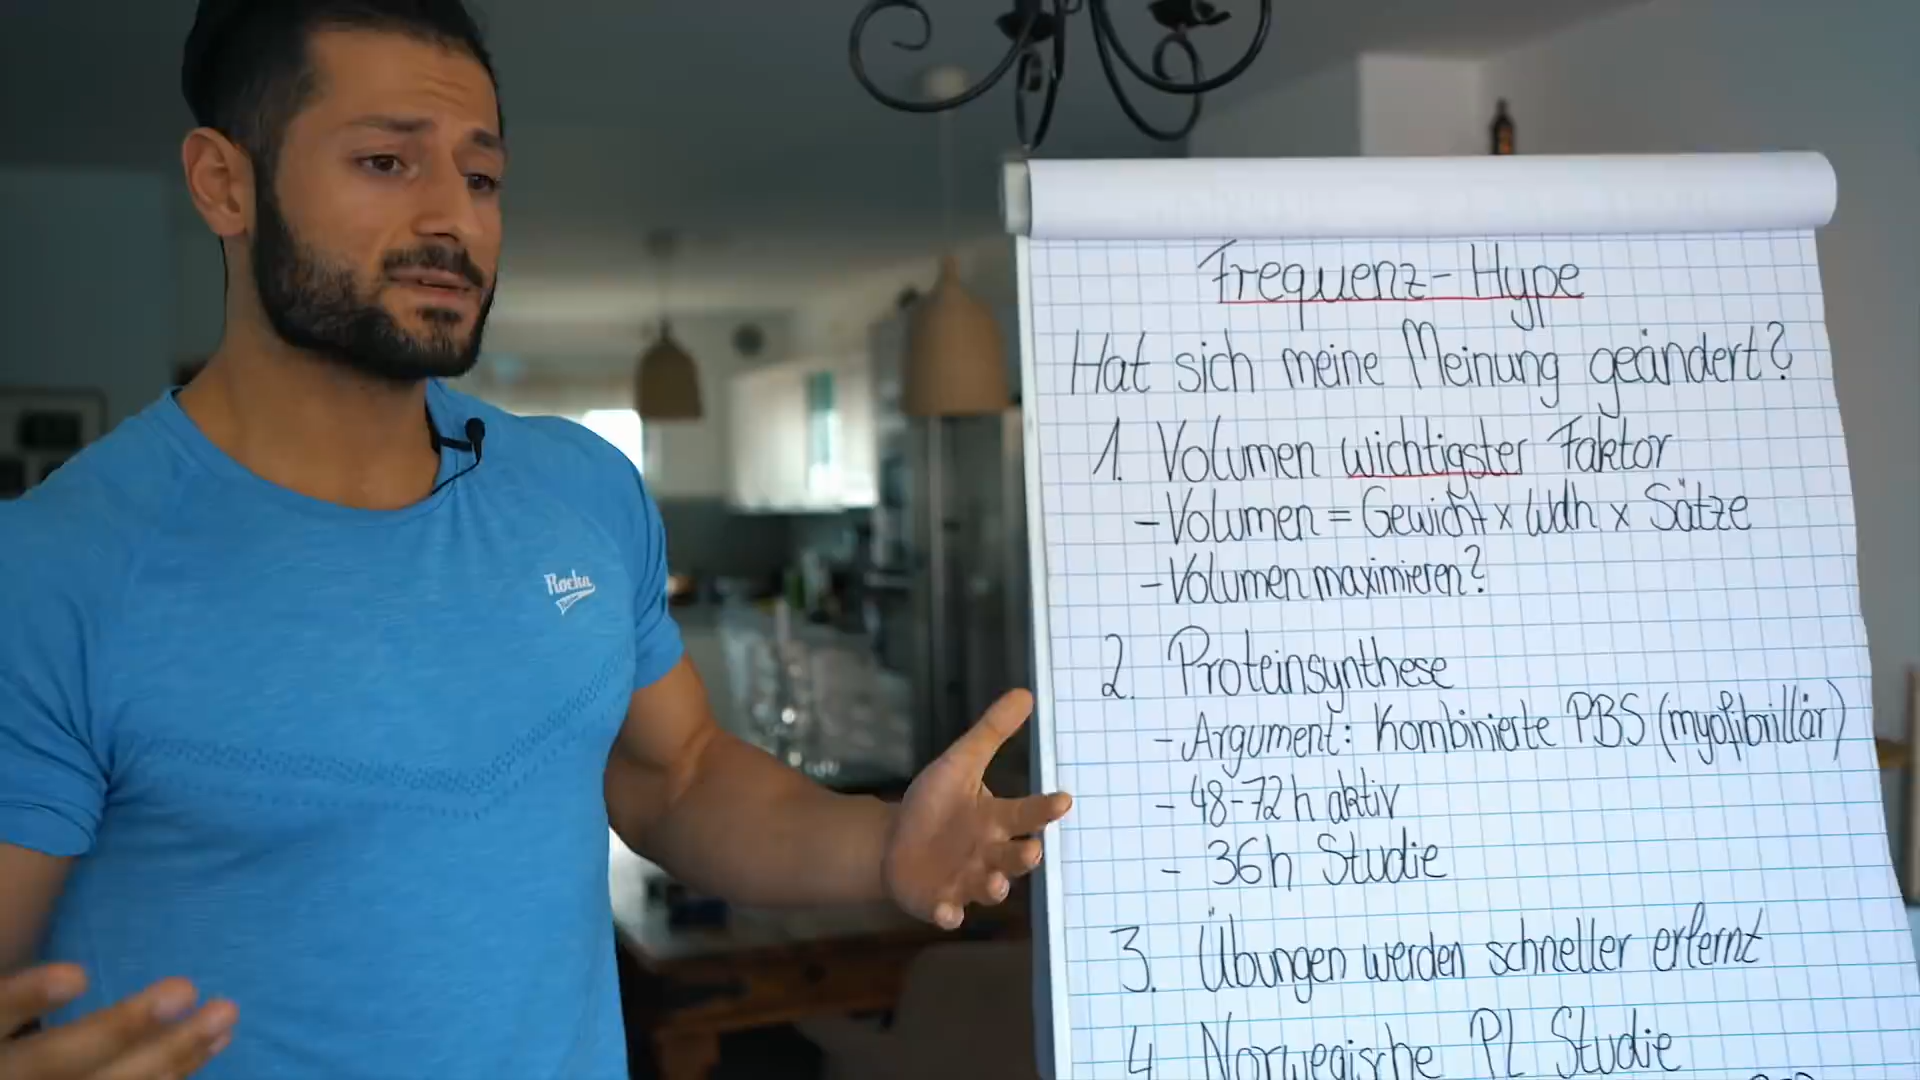 Rocka
Frequenz-Hype
Hat sich meine Meinung geändert?
1. Volumen wichtigster Faktor
-Volumen = Gewicht x Wdh x Sätze
-Volumen maximieren?
2. Proteinsynthese
-Argument: Kombinierte PBS (myofibrillär)
- 48-72h aktiv
- 36h Studie
3. Übungen werden schneller erlernt
4 Norwegische PL Studie